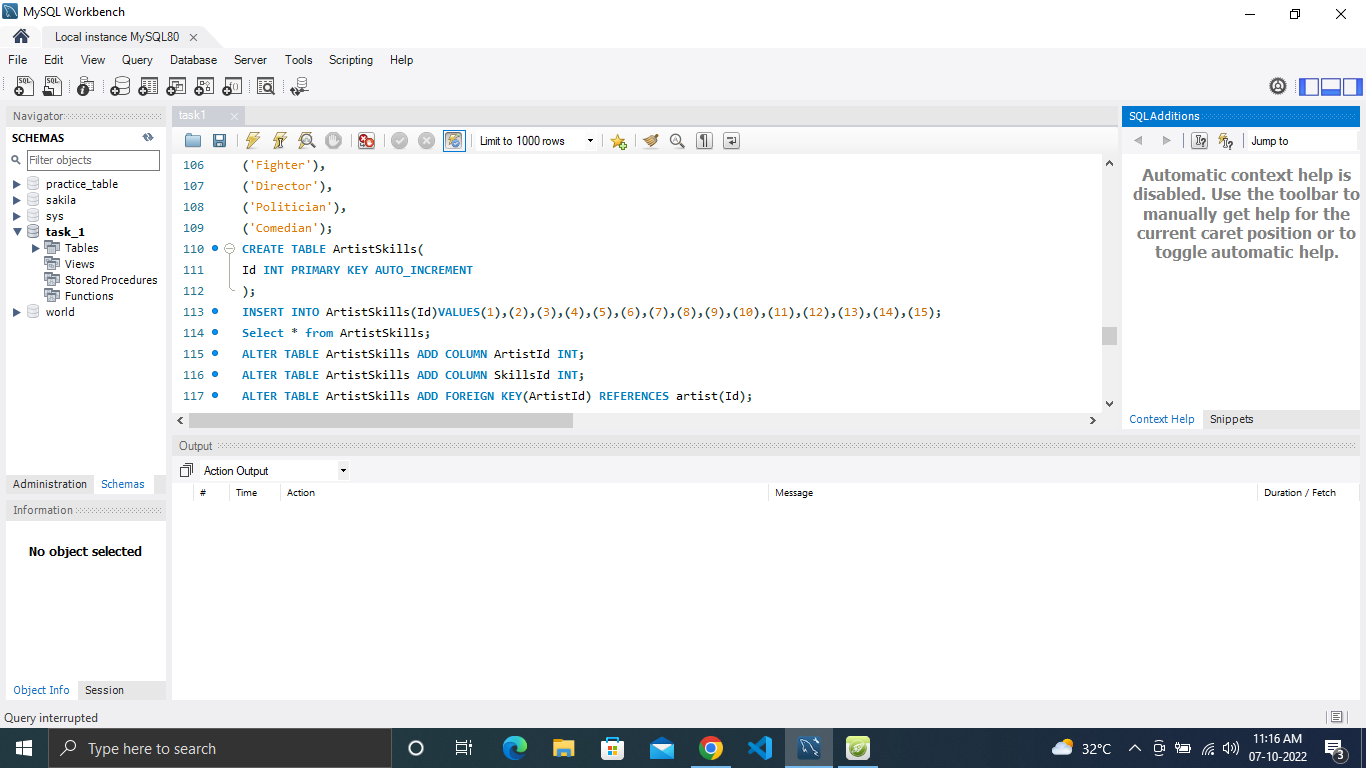 MySQL Workbench
Local instance MySQL80
File Edit View Query Database Server Tools Scripting Help
Navigator
SCHEMAS
Filter objects
practice_table
sakila
sys
task_1
Tables
Views
Stored Procedures
Functions
world
Administration Schemas
Information
No object selected
Object Info Session
task1
Limit to 1000 rows
106 ('Fighter'),
107 ('Director'),
108 ('Politician'),
109 ('Comedian');
110 CREATE TABLE ArtistSkills(
111 Id INT PRIMARY KEY AUTO_INCREMENT
112 );
113 INSERT INTO ArtistSkills(Id)VALUES(1),(2),(3),(4),(5),(6),(7),(8),(9),(10),(11),(12),(13),(14),(15);
114 Select * from ArtistSkills;
115 ALTER TABLE ArtistSkills ADD COLUMN ArtistId INT;
116 ALTER TABLE ArtistSkills ADD COLUMN SkillsId INT;
117 ALTER TABLE ArtistSkills ADD FOREIGN KEY(ArtistId) REFERENCES artist(Id);
SQLAdditions
Jump to
Automatic context help is
disabled. Use the toolbar to
manually get help for the
current caret position or to
toggle automatic help.
Context Help Snippets
Output
Action Output
# Time Action Message Duration / Fetch
Query interrupted
Type here to search
32°C
11:16 AM
07-10-2022
3